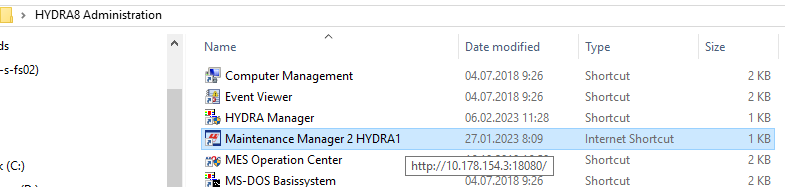 HYDRA8 Administration
ds
-s-fs02)
k (C:)
Name Date modified Type Size
Computer Management 04.07.2018 9:26 Shortcut 2 KB
Event Viewer 04.07.2018 9:26 Shortcut 2 KB
HYDRA Manager 06.02.2023 11:28 Shortcut 1 KB
Maintenance Manager 2 HYDRA1 27.01.2023 8:09 Internet Shortcut 1 KB
MES Operation Center Shortcut 2 KB
http://10.178.154.3:18080/
MS-DOS Basissystem 04.07.2018 9:26 Shortcut 2 KB